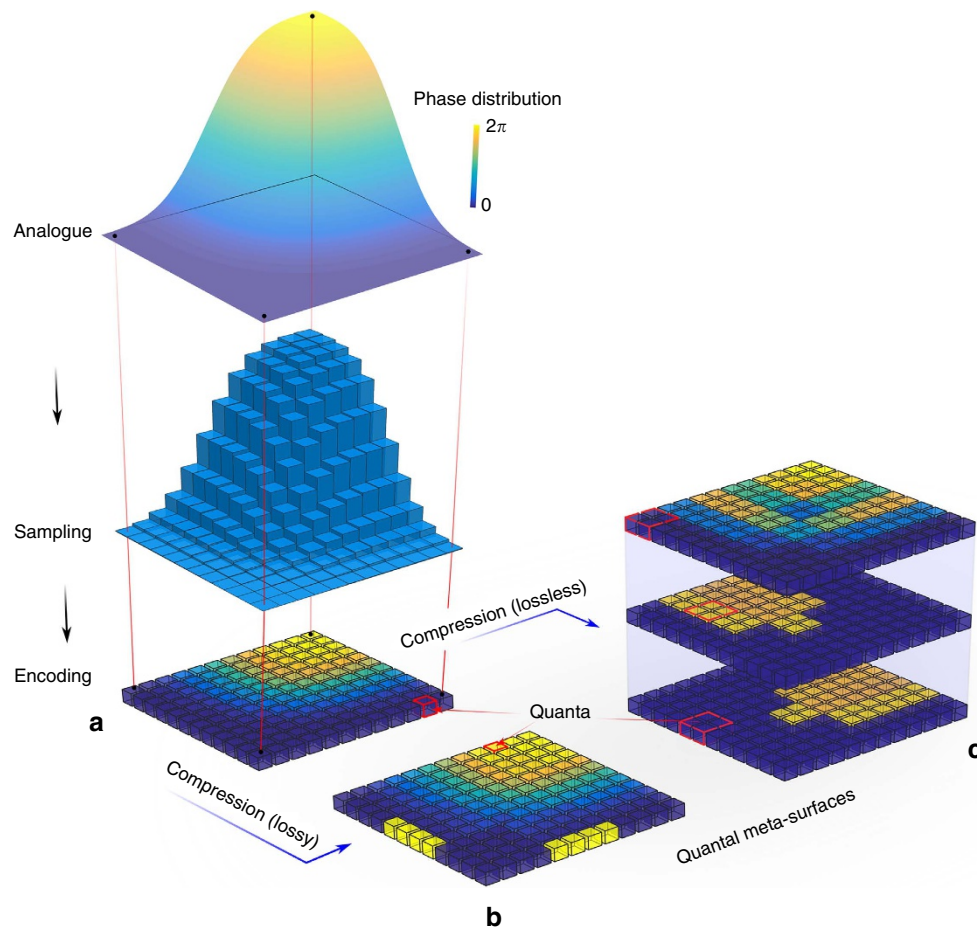 Phase distribution
2π
0
Analogue
Sampling
Compression (lossless)
Encoding
a
Quanta
c
Compression (lossy)
Quantal meta-surfaces
b